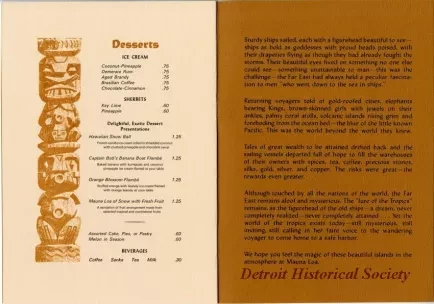 Desserts
ICE CREAM
Coconut-Pineapple .75
Demerara Rum .75
Aged Brandy .75
Brazilian Coffee .75
Chocolate-Cinnamon .75
SHERBETS
Key Lime .60
Pineapple .60
Delightful, Exotic Dessert
Presentations
Hawaiian Snow Ball 1.25
Captain Bob's Banana Boat Flambé 1.25
Orange Blossom Flambé 1.25
Mauna Loa of Snow with Fresh Fruit 1.25
Assorted Cake, Pies, or Pastry .60
Melon in Season .60
BEVERAGES
Coffee Sanka Tea Milk .30
Sturdy ships sailed, each with a figurehead beautiful to see—
ships as bold as goddesses with proud heads poised, with
their draperies flying as though they had already fought the
storms. Their beautiful eyes fixed on something no one else
could see—something unattainable to man—this was the
challenge—the Far East had always held a peculiar fascina-
tion to men "who went down to the sea in ships."
Returning voyagers told of gold-roofed cities, elephants
bearing Kings, brown-skinned girls with jewels on their
ankles, palmy coral atolls, volcanic islands rising grey and
foreboding from the ocean bed—the blue of the little known
Pacific. This was the world beyond the world they knew.
Tales of great wealth to be attained drifted back and the
sailing vessels departed full of hope to fill the warehouses
of their owners with spices, tea, coffee, precious stones,
silks, gold, silver, and copper. The risks were great—the
rewards even greater.
Although touched by all the nations of the world, the Far
East remains aloof and mysterious. The "lure of the Tropics"
remains, as the figurehead of the old ships—a dream, never
completely realized—never completely attained . . . Yet the
world of the tropics exists today—still mysterious, still
inviting, still calling in her faint voice to the wandering
voyager to come home to a safe harbor.
We hope you feel the magic of these beautiful islands in the
atmosphere at Mauna Loa.
Detroit Historical Society